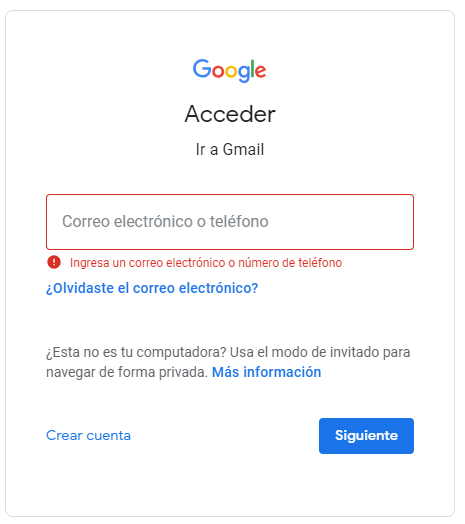 Google
Acceder
Ir a Gmail
Correo electrónico o teléfono
Ingresa un correo electrónico o número de teléfono
¿Olvidaste el correo electrónico?
¿Esta no es tu computadora? Usa el modo de invitado para
navegar de forma privada. Más información
Crear cuenta
Siguiente